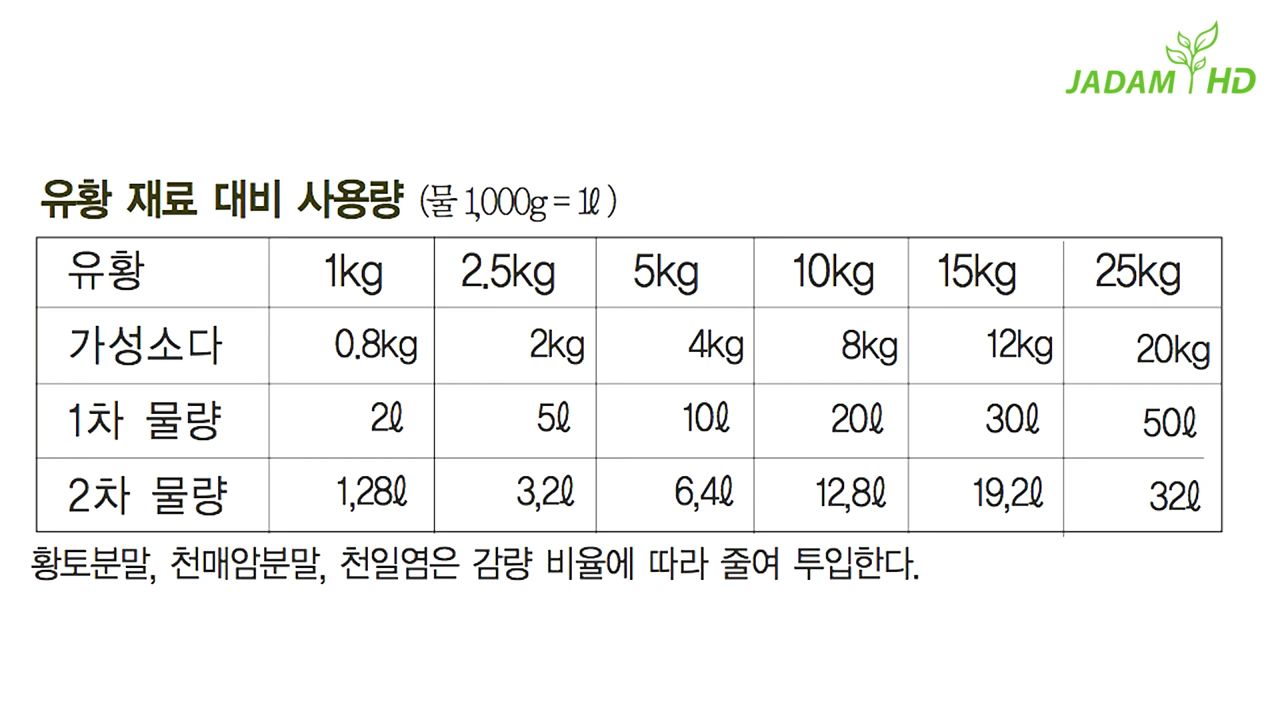 JADAM HD
유황 재료 대비 사용량 (물 1,000g = 1ℓ)
유황 1kg 2.5kg 5kg 10kg 15kg 25kg
가성소다 0.8kg 2kg 4kg 8kg 12kg 20kg
1차 물량 2ℓ 5ℓ 10ℓ 20ℓ 30ℓ 50ℓ
2차 물량 1,28ℓ 3,2ℓ 6,4ℓ 12,8ℓ 19,2ℓ 32ℓ
황토분말, 천매암분말, 천일염은 감량 비율에 따라 줄여 투입한다.